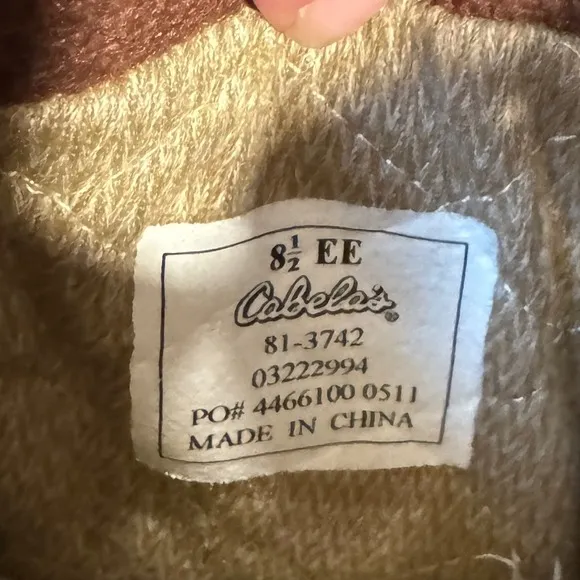 8½ EE
Cabela's®
81-3742
03222994
PO# 4466100 0511
MADE IN CHINA